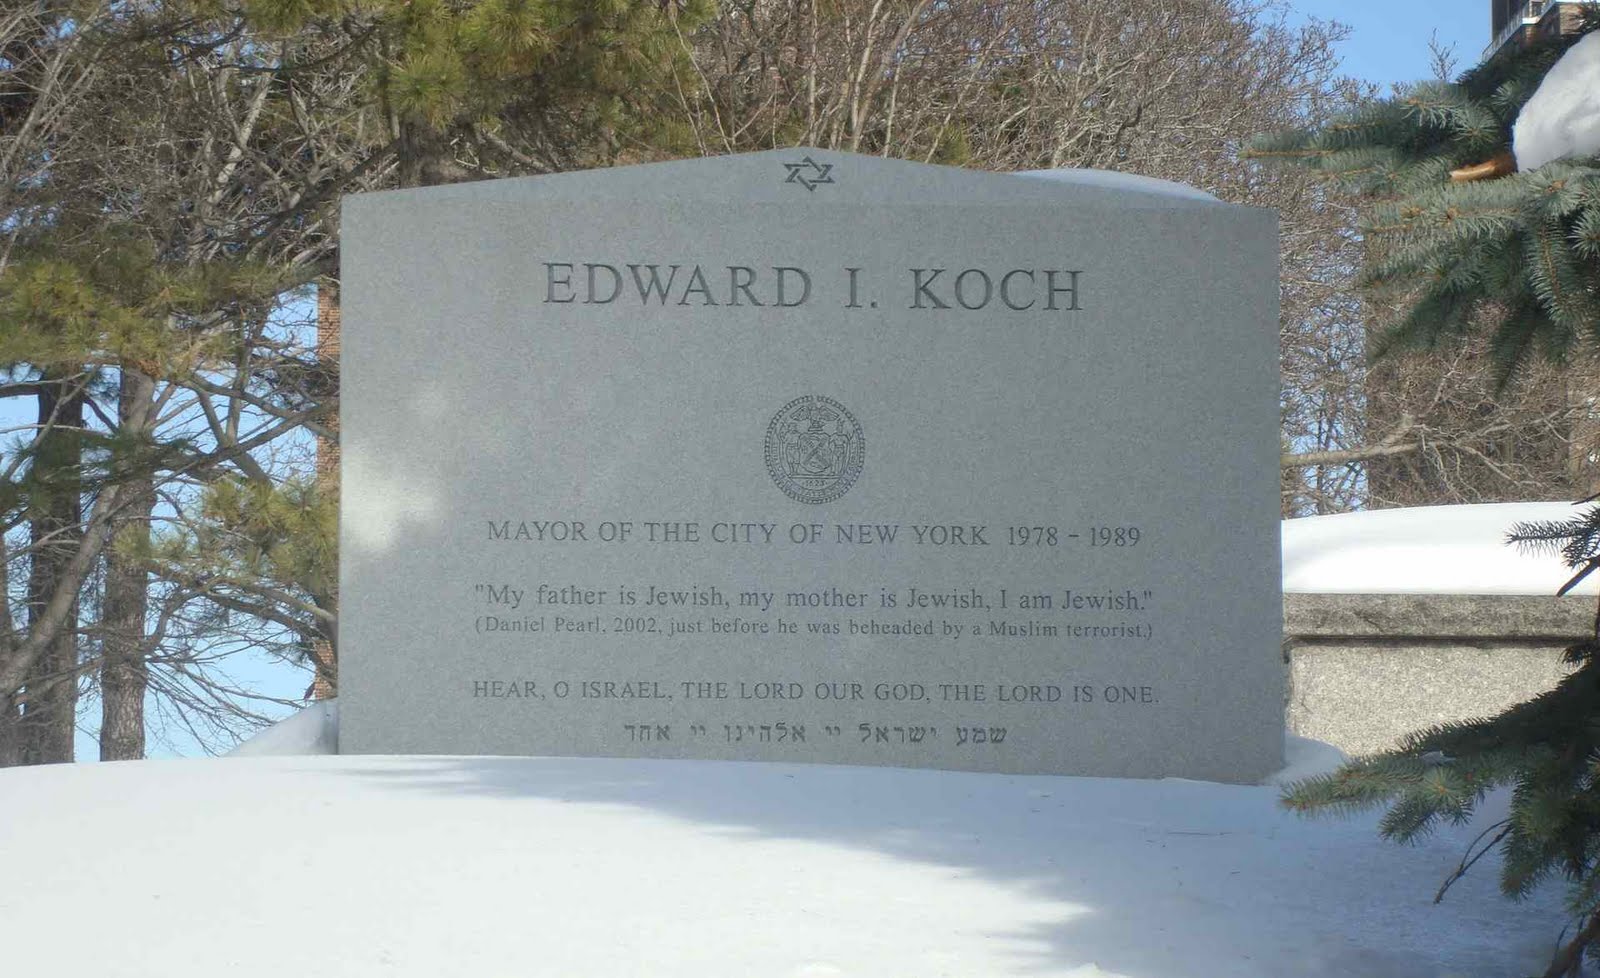 EDWARD I. KOCH
1625
MAYOR OF THE CITY OF NEW YORK 1978 - 1989
"My father is Jewish, my mother is Jewish, I am Jewish."
(Daniel Pearl, 2002, just before he was beheaded by a Muslim terrorist.)
HEAR, O ISRAEL, THE LORD OUR GOD, THE LORD IS ONE.
שמע ישראל יי אלהינו יי אחד